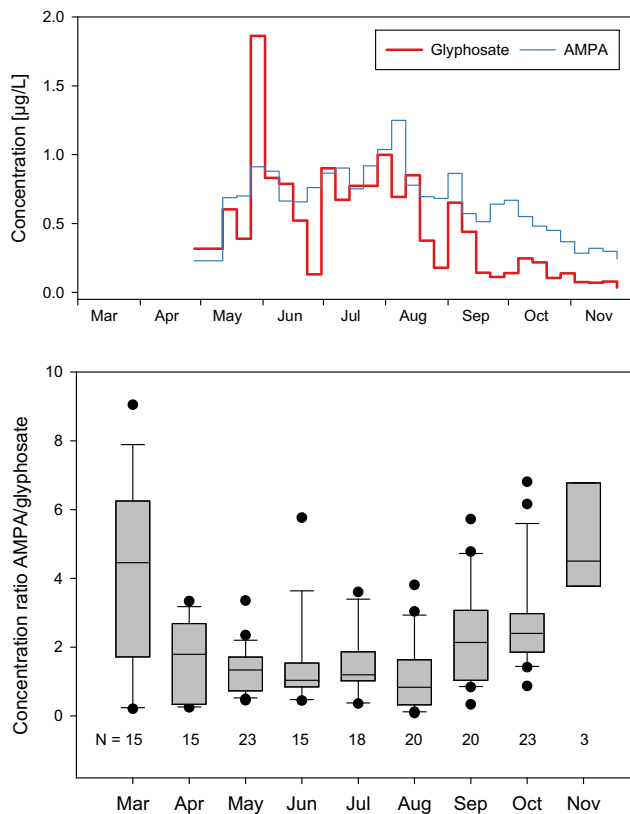 Concentration [µg/L]
2.0
1.5
1.0
0.5
0.0
Glyphosate AMPA
Mar Apr May Jun Jul Aug Sep Oct Nov
Concentration ratio AMPA/glyphosate
10
8
6
4
2
0
N = 15 15 23 15 18 20 20 23 3
Mar Apr May Jun Jul Aug Sep Oct Nov